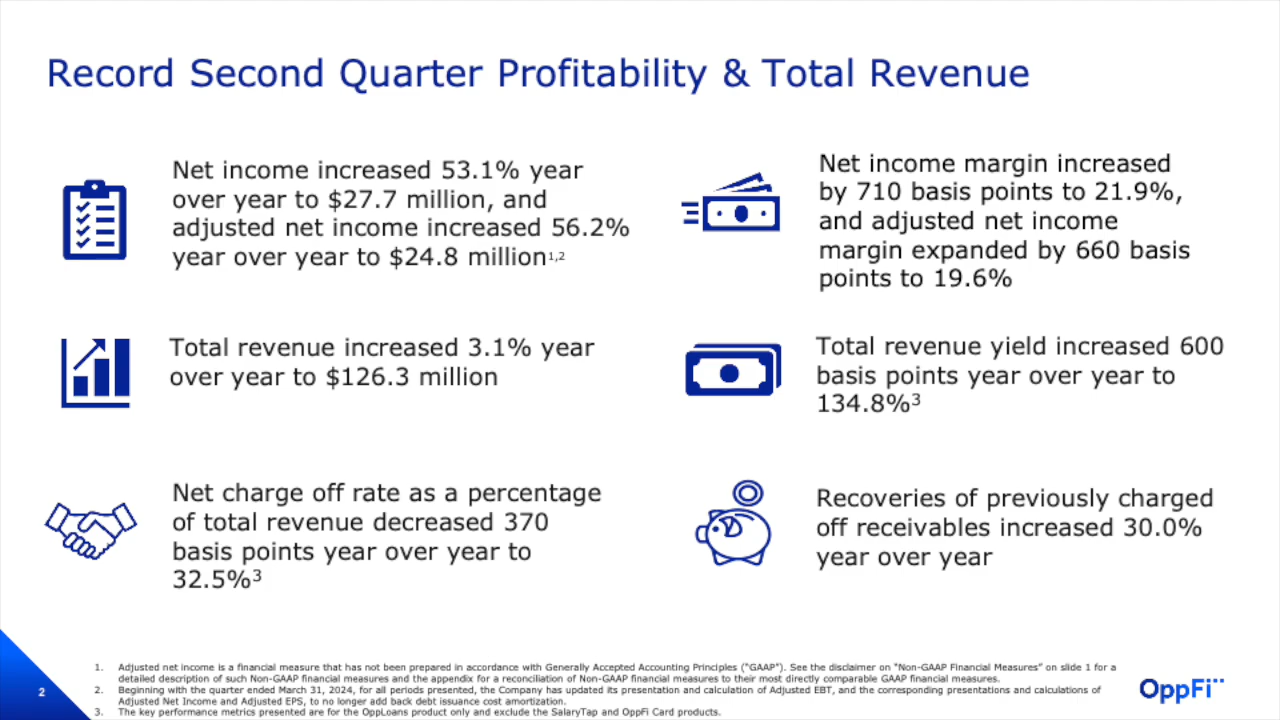 Record Second Quarter Profitability & Total Revenue
Net income increased 53.1% year
over year to $27.7 million, and
adjusted net income increased 56.2%
year over year to $24.8 million1,2
Net income margin increased
by 710 basis points to 21.9%,
and adjusted net income
margin expanded by 660 basis
points to 19.6%
Total revenue increased 3.1% year
over year to $126.3 million
Total revenue yield increased 600
basis points year over year to
134.8%3
Net charge off rate as a percentage
of total revenue decreased 370
basis points year over year to
32.5%3
Recoveries of previously charged
off receivables increased 30.0%
year over year
1. Adjusted net income is a financial measure that has not been prepared in accordance with Generally Accepted Accounting Principles ("GAAP"). See the disclaimer on "Non-GAAP Financial Measures" on slide 1 for a
detailed description of such Non-GAAP financial measures and the appendix for a reconciliation of Non-GAAP financial measures to their most directly comparable GAAP financial measures.
2. Beginning with the quarter ended March 31, 2024, for all periods presented, the Company has updated its presentation and calculation of Adjusted EBT, and the corresponding presentations and calculations of
Adjusted Net Income and Adjusted EPS, to no longer add back debt issuance cost amortization.
3. The key performance metrics presented are for the OppLoans product only and exclude the SalaryTap and OppFi Card products.
2
OppFi